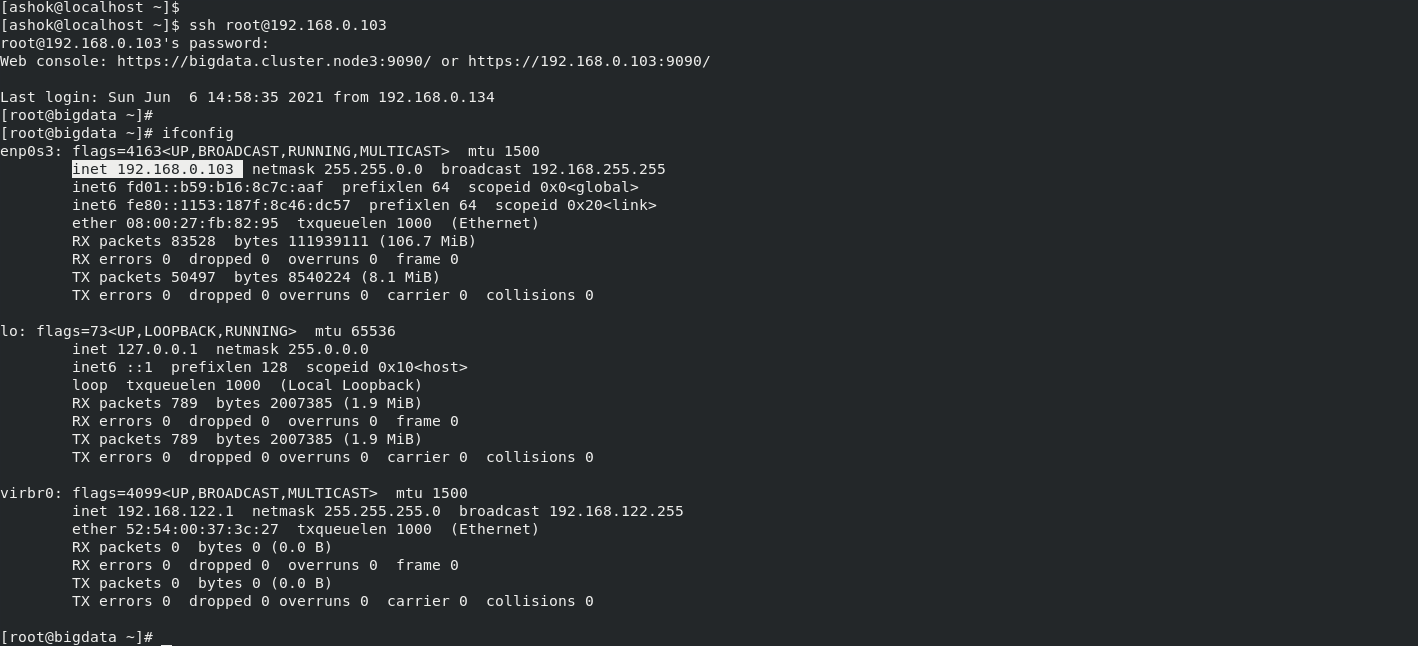 [ashok@localhost ~]$
[ashok@localhost ~]$ ssh root@192.168.0.103
root@192.168.0.103's password:
Web console: https://bigdata.cluster.node3:9090/ or https://192.168.0.103:9090/
Last login: Sun Jun  6 14:58:35 2021 from 192.168.0.134
[root@bigdata ~]#
[root@bigdata ~]# ifconfig
enp0s3: flags=4163<UP,BROADCAST,RUNNING,MULTICAST>  mtu 1500
        inet 192.168.0.103  netmask 255.255.0.0  broadcast 192.168.255.255
        inet6 fd01::b59:b16:8c7c:aaf  prefixlen 64  scopeid 0x0<global>
        inet6 fe80::1153:187f:8c46:dc57  prefixlen 64  scopeid 0x20<link>
        ether 08:00:27:fb:82:95  txqueuelen 1000  (Ethernet)
        RX packets 83528  bytes 111939111 (106.7 MiB)
        RX errors 0  dropped 0  overruns 0  frame 0
        TX packets 50497  bytes 8540224 (8.1 MiB)
        TX errors 0  dropped 0 overruns 0  carrier 0  collisions 0
lo: flags=73<UP,LOOPBACK,RUNNING>  mtu 65536
        inet 127.0.0.1  netmask 255.0.0.0
        inet6 ::1  prefixlen 128  scopeid 0x10<host>
        loop  txqueuelen 1000  (Local Loopback)
        RX packets 789  bytes 2007385 (1.9 MiB)
        RX errors 0  dropped 0  overruns 0  frame 0
        TX packets 789  bytes 2007385 (1.9 MiB)
        TX errors 0  dropped 0 overruns 0  carrier 0  collisions 0
virbr0: flags=4099<UP,BROADCAST,MULTICAST>  mtu 1500
        inet 192.168.122.1  netmask 255.255.255.0  broadcast 192.168.122.255
        ether 52:54:00:37:3c:27  txqueuelen 1000  (Ethernet)
        RX packets 0  bytes 0 (0.0 B)
        RX errors 0  dropped 0  overruns 0  frame 0
        TX packets 0  bytes 0 (0.0 B)
        TX errors 0  dropped 0 overruns 0  carrier 0  collisions 0
[root@bigdata ~]#